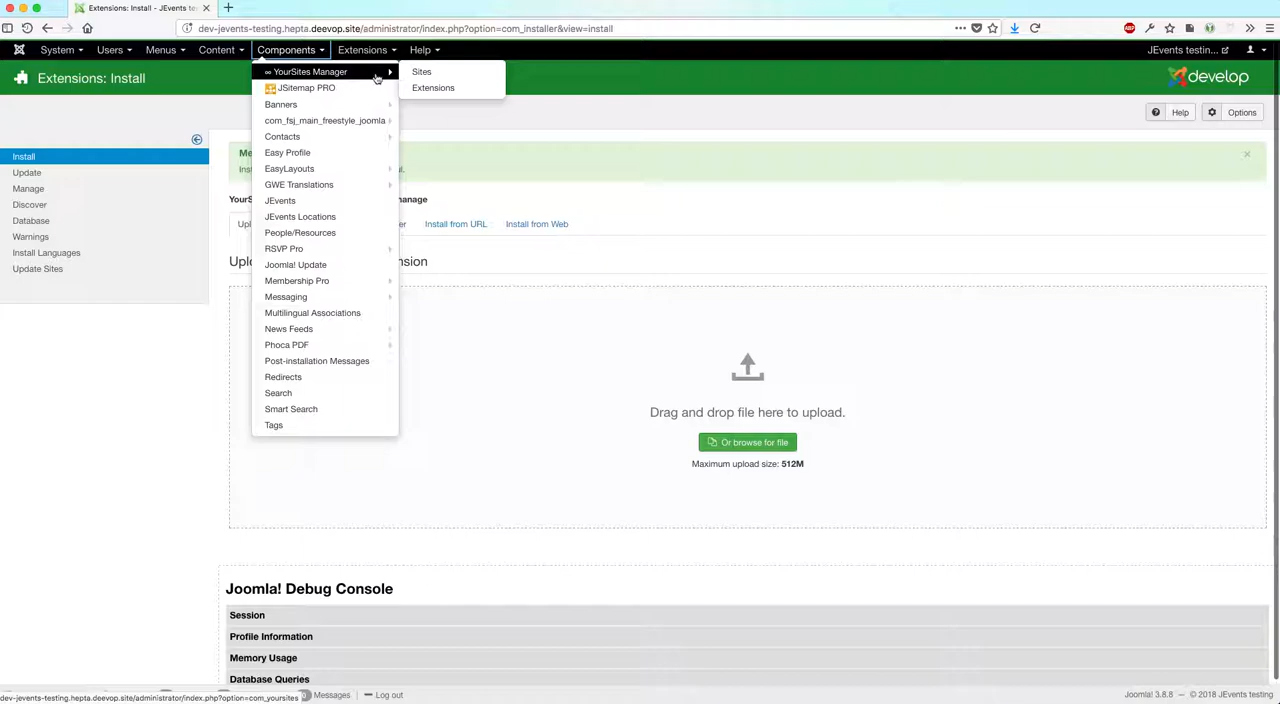 Extensions: Install - JEvents te
dev-jevents-testing.hepta.deevop.site/administrator/index.php?option=com_installer&view=install
System Users Menus Content Components Extensions Help JEvents testin...
Extensions: Install
develop
YourSites Manager
Sites
JSitemap PRO
Extensions
Banners
Help Options
com_fsj_main_freestyle_joomla
Contacts
Easy Profile
EasyLayouts
GWE Translations
JEvents
JEvents Locations
People/Resources
RSVP Pro
Joomla! Update
Membership Pro
Messaging
Multilingual Associations
News Feeds
Phoca PDF
Post-installation Messages
Redirects
Search
Smart Search
Tags
Install
Update
Manage
Discover
Database
Warnings
Install Languages
Update Sites
Me
Ins l.
YourS manage
Upl er Install from URL Install from Web
Uplo nsion
Drag and drop file here to upload.
Or browse for file
Maximum upload size: 512M
Joomla! Debug Console
Session
Profile Information
Memory Usage
Database Queries
dev-jevents-testing.hepta.deevop.site/administrator/index.php?option=com_yoursites
Messages Log out
Joomla! 3.8.8 — © 2018 JEvents testing